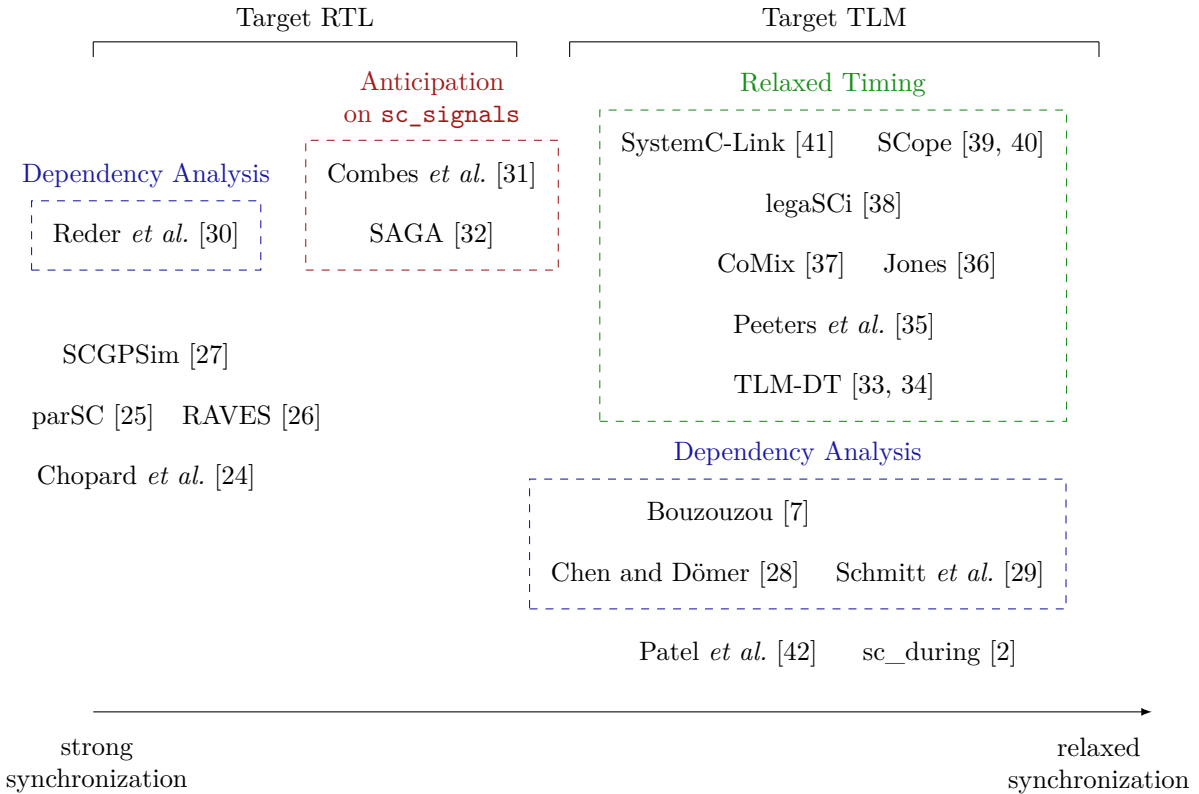 Target RTL
Target TLM
Anticipation
on sc_signals
Relaxed Timing
Dependency Analysis
Combes et al. [31]
SystemC-Link [41] SCope [39, 40]
legaSCi [38]
Reder et al. [30]
SAGA [32]
CoMix [37] Jones [36]
Peeters et al. [35]
SCGPSim [27]
TLM-DT [33, 34]
parSC [25] RAVES [26]
Dependency Analysis
Chopard et al. [24]
Bouzouzou [7]
Chen and Dömer [28] Schmitt et al. [29]
Patel et al. [42] sc_during [2]
strong
synchronization
relaxed
synchronization